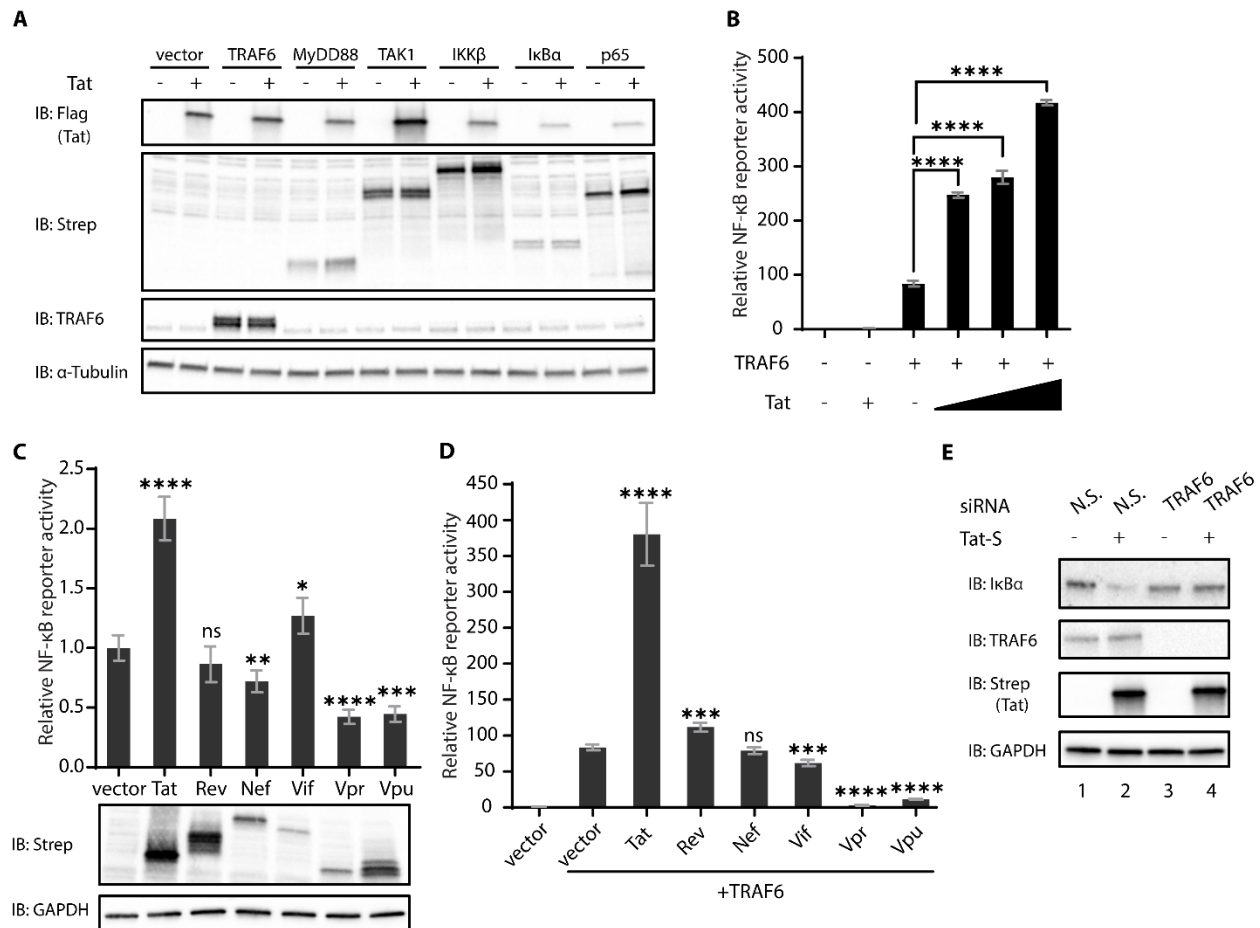 A
vector TRAF6 MyDD88 TAK1 IKKβ IκBα p65
Tat - + - + - + - + - + - + - +
IB: Flag
(Tat)
IB: Strep
IB: TRAF6
IB: α-Tubulin
B
Relative NF-κB reporter activity
500
400
300
200
100
0
****
****
****
TRAF6 - - + + + +
Tat - + -
C
Relative NF-κB reporter activity
2.5
2.0
1.5
1.0
0.5
0.0
**** ns ** * **** ***
vector Tat Rev Nef Vif Vpr Vpu
IB: Strep
IB: GAPDH
D
Relative NF-κB reporter activity
450
400
350
300
250
200
150
100
50
0
**** *** ns *** **** ****
vector vector Tat Rev Nef Vif Vpr Vpu
+TRAF6
E
siRNA N.S. N.S. TRAF6 TRAF6
Tat-S - + - +
IB: IκBα
IB: TRAF6
IB: Strep
(Tat)
IB: GAPDH
1 2 3 4